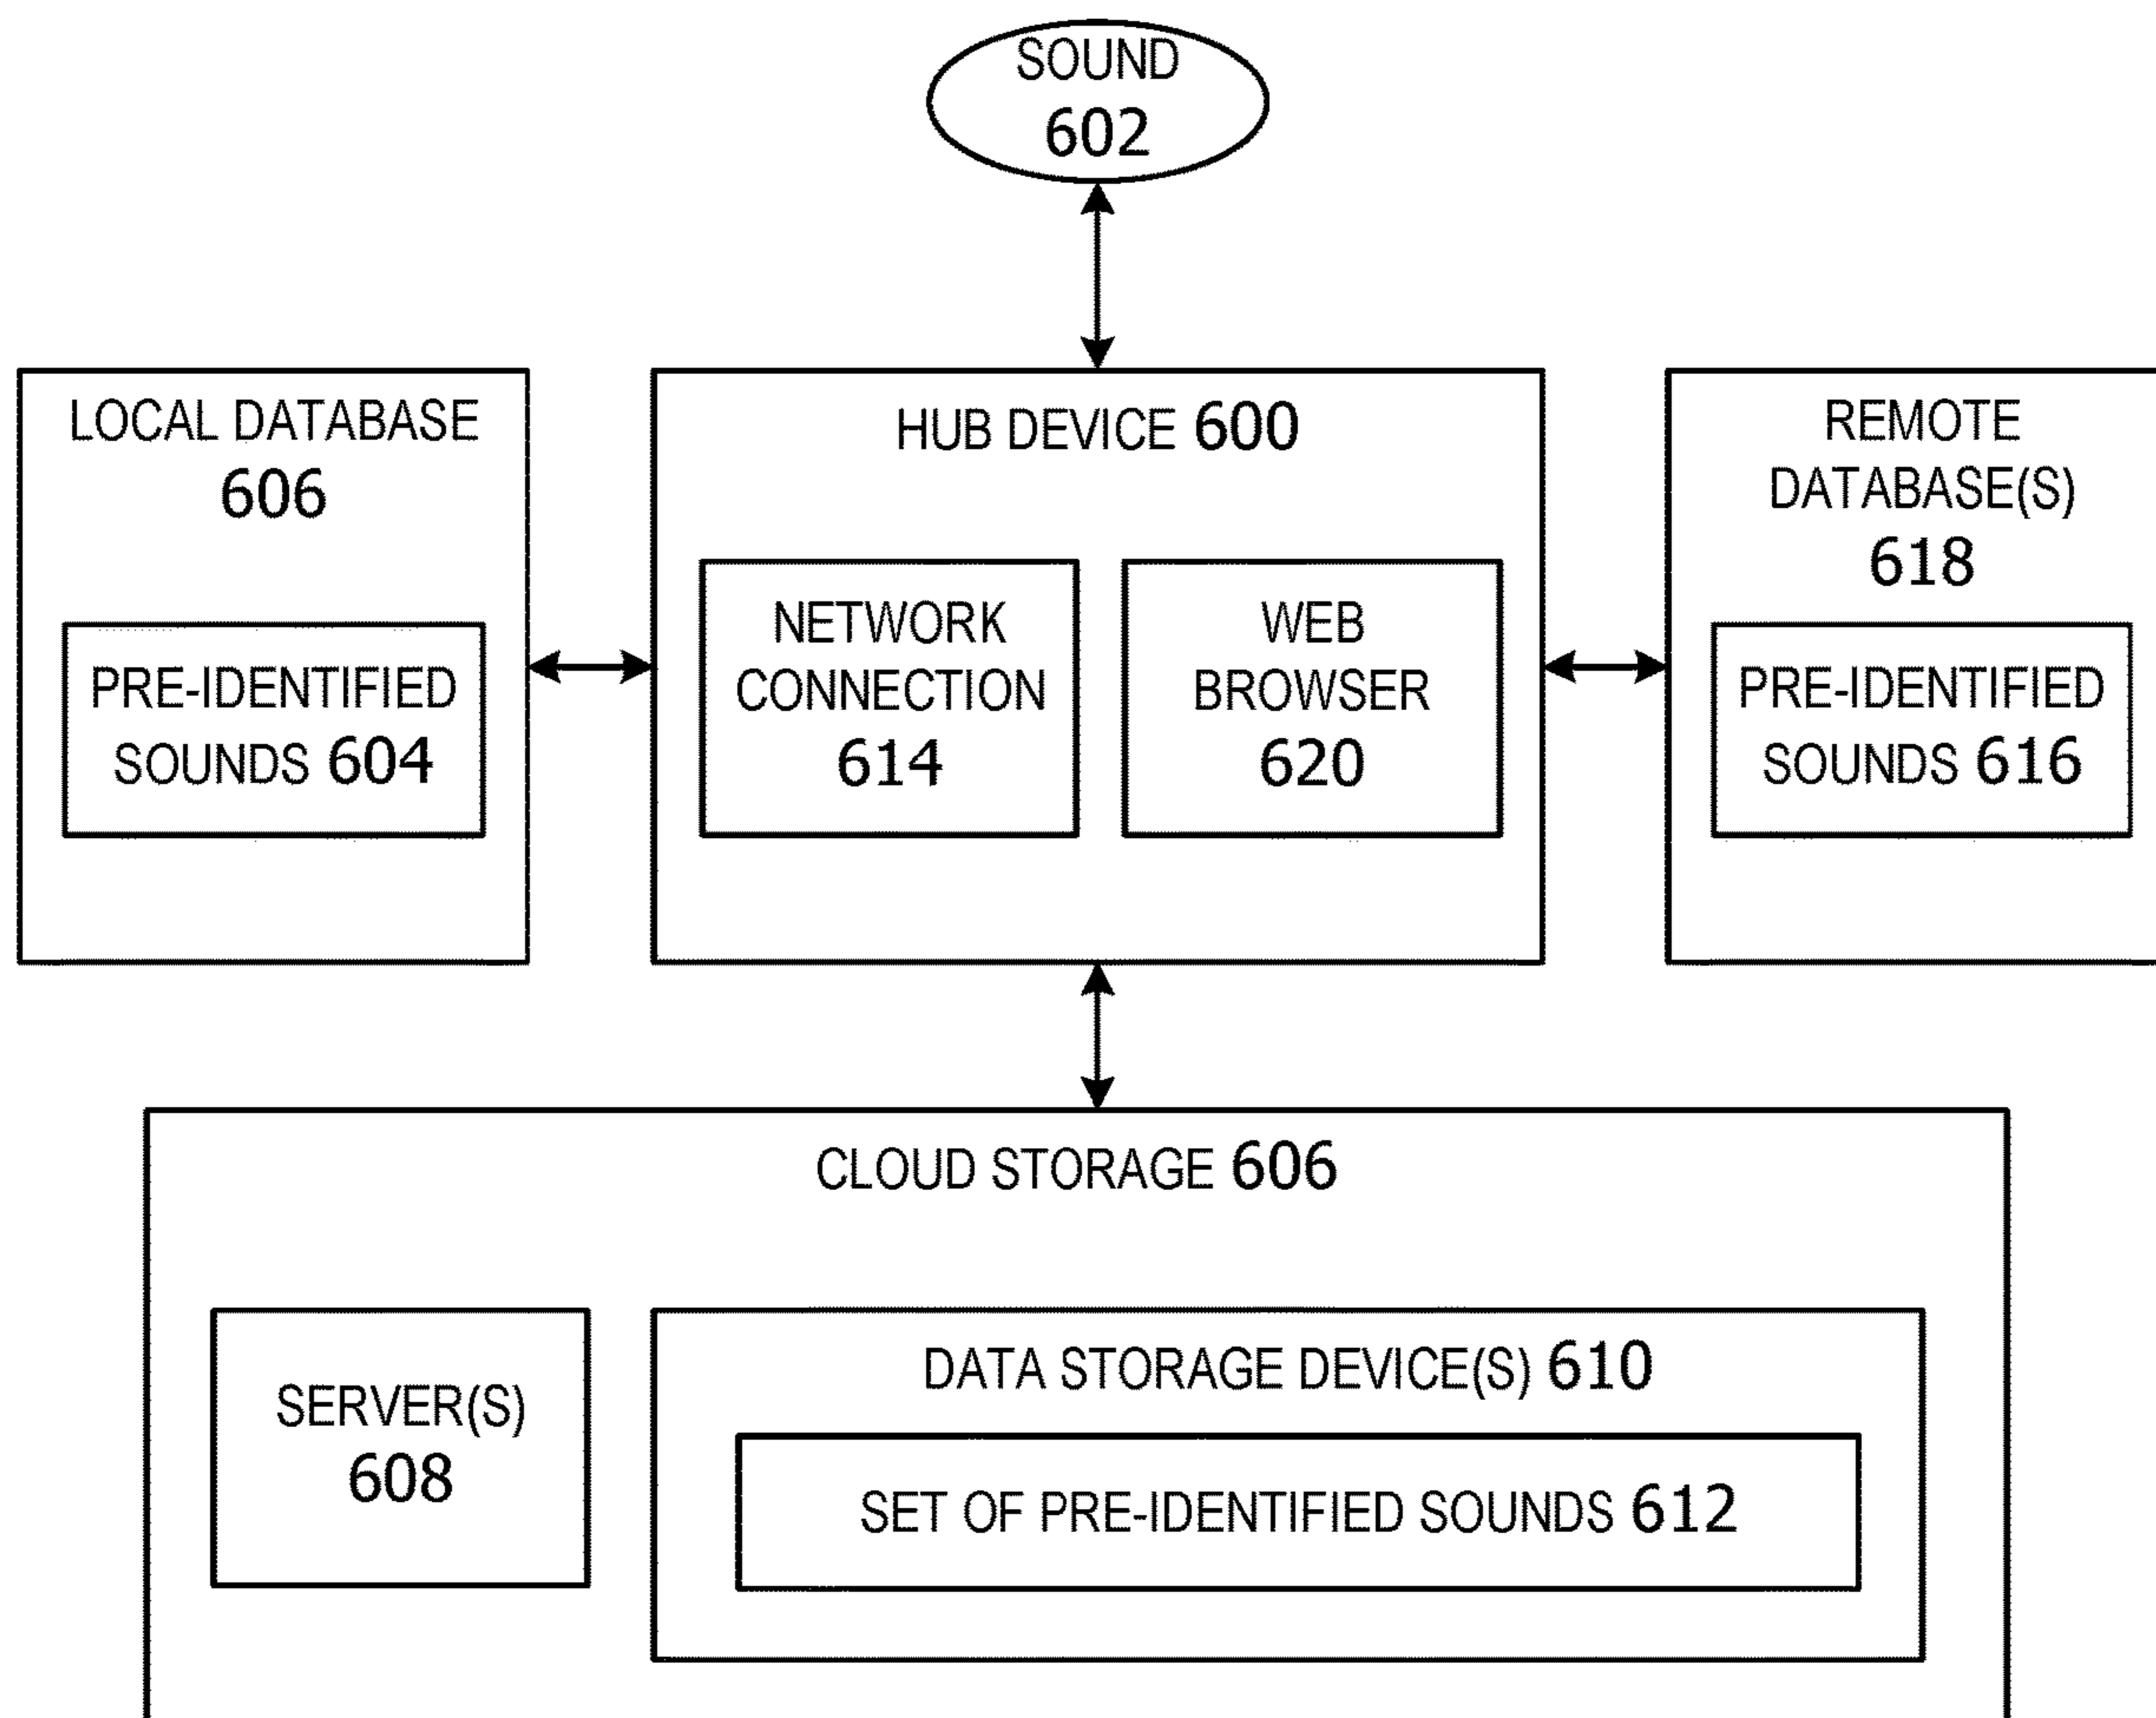 SOUND
602
LOCAL DATABASE
606
PRE-IDENTIFIED
SOUNDS 604
HUB DEVICE 600
NETWORK
CONNECTION
614
WEB
BROWSER
620
REMOTE
DATABASE(S)
618
PRE-IDENTIFIED
SOUNDS 616
CLOUD STORAGE 606
SERVER(S)
608
DATA STORAGE DEVICE(S) 610
SET OF PRE-IDENTIFIED SOUNDS 612